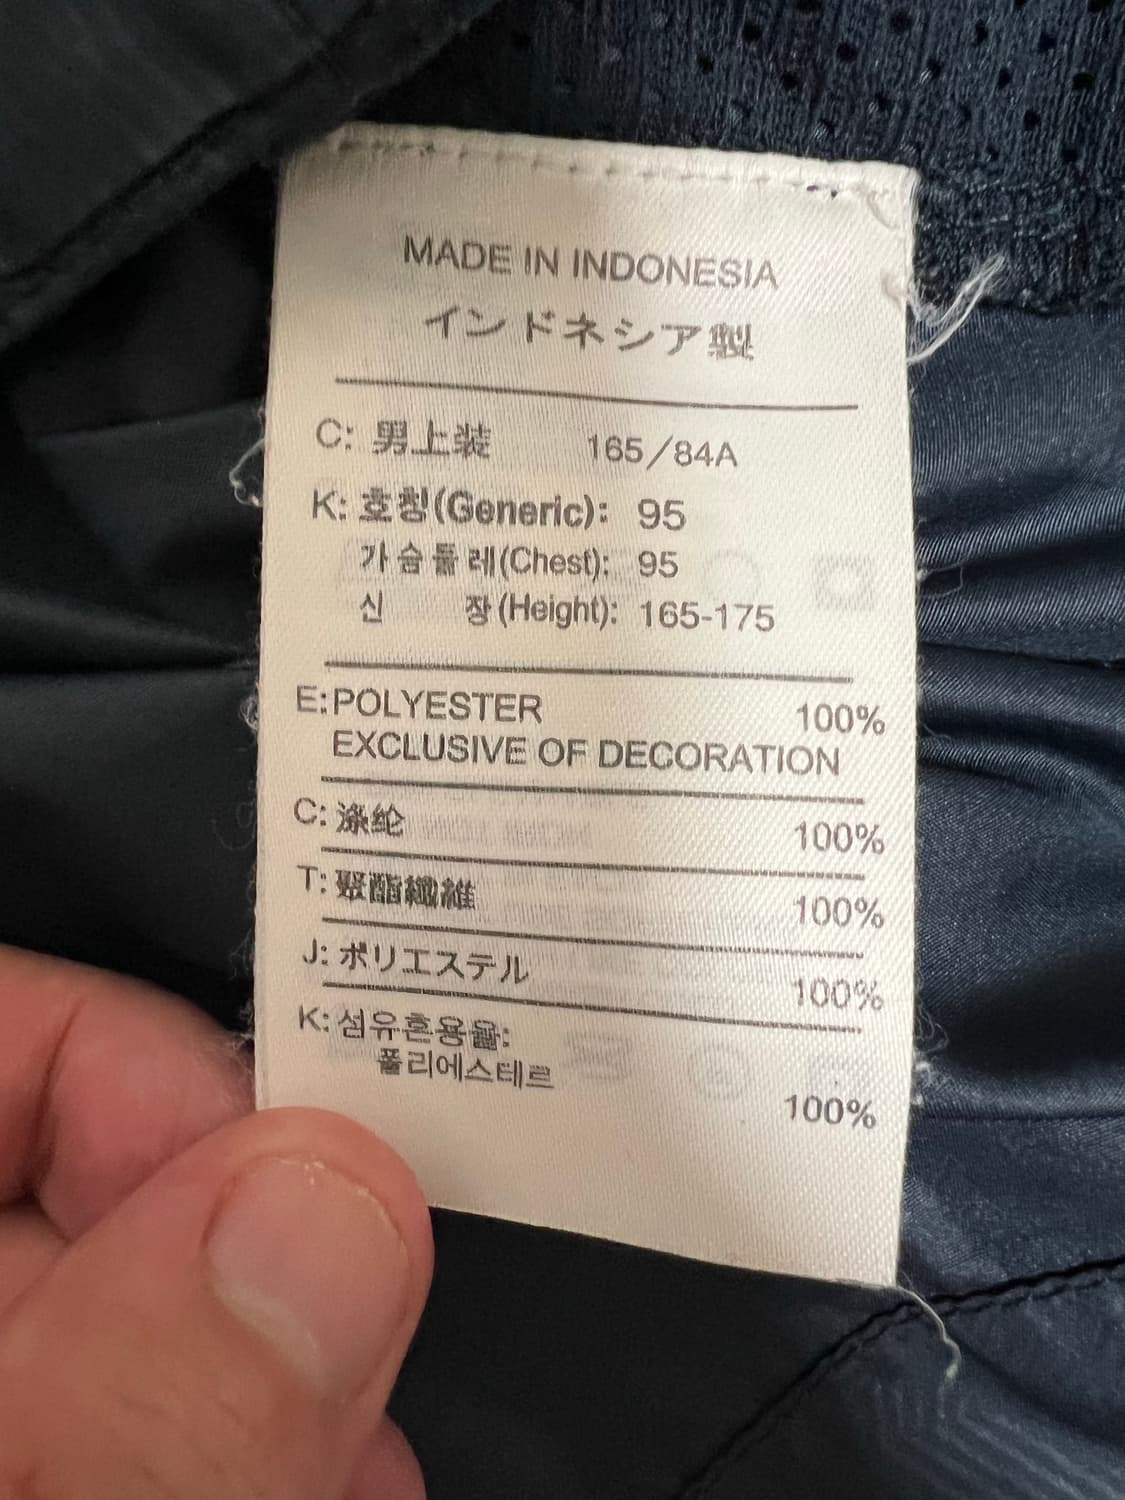 MADE IN INDONESIA
インドネシア製
C: 男上装 165/84A
K: 호칭(Generic): 95
가슴둘레(Chest): 95
신 장(Height): 165-175
E:POLYESTER 100%
EXCLUSIVE OF DECORATION
C: 涤纶 100%
T: 聚酯纖維 100%
J: ポリエステル 100%
K: 섬유혼용율:
폴리에스테르
100%